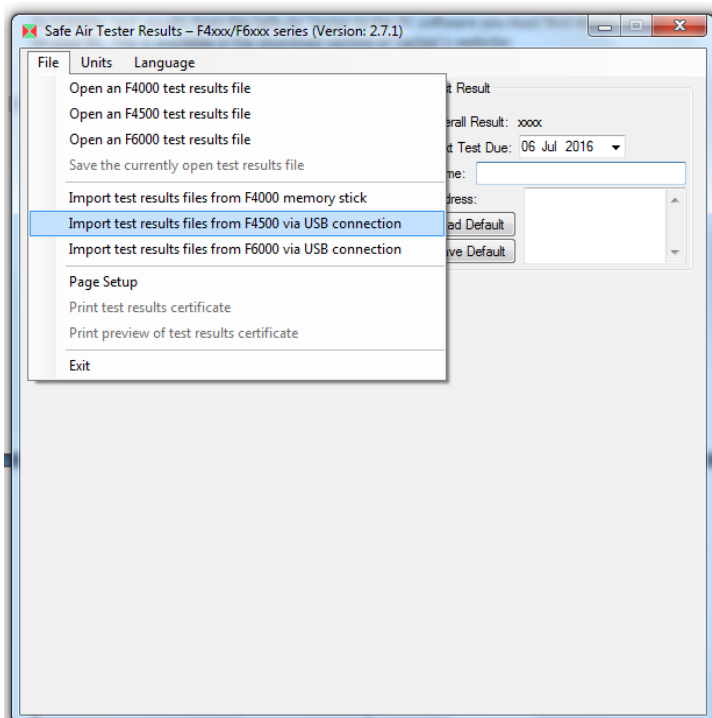 Safe Air Tester Results – F4xxx/F6xxx series (Version: 2.7.1)
File Units Language
Open an F4000 test results file
Open an F4500 test results file
Open an F6000 test results file
Save the currently open test results file
Import test results files from F4000 memory stick
Import test results files from F4500 via USB connection
Import test results files from F6000 via USB connection
Page Setup
Print test results certificate
Print preview of test results certificate
Exit
it Result
erall Result: xxxx
xt Test Due: 06 Jul 2016
me:
dress:
ad Default
ve Default